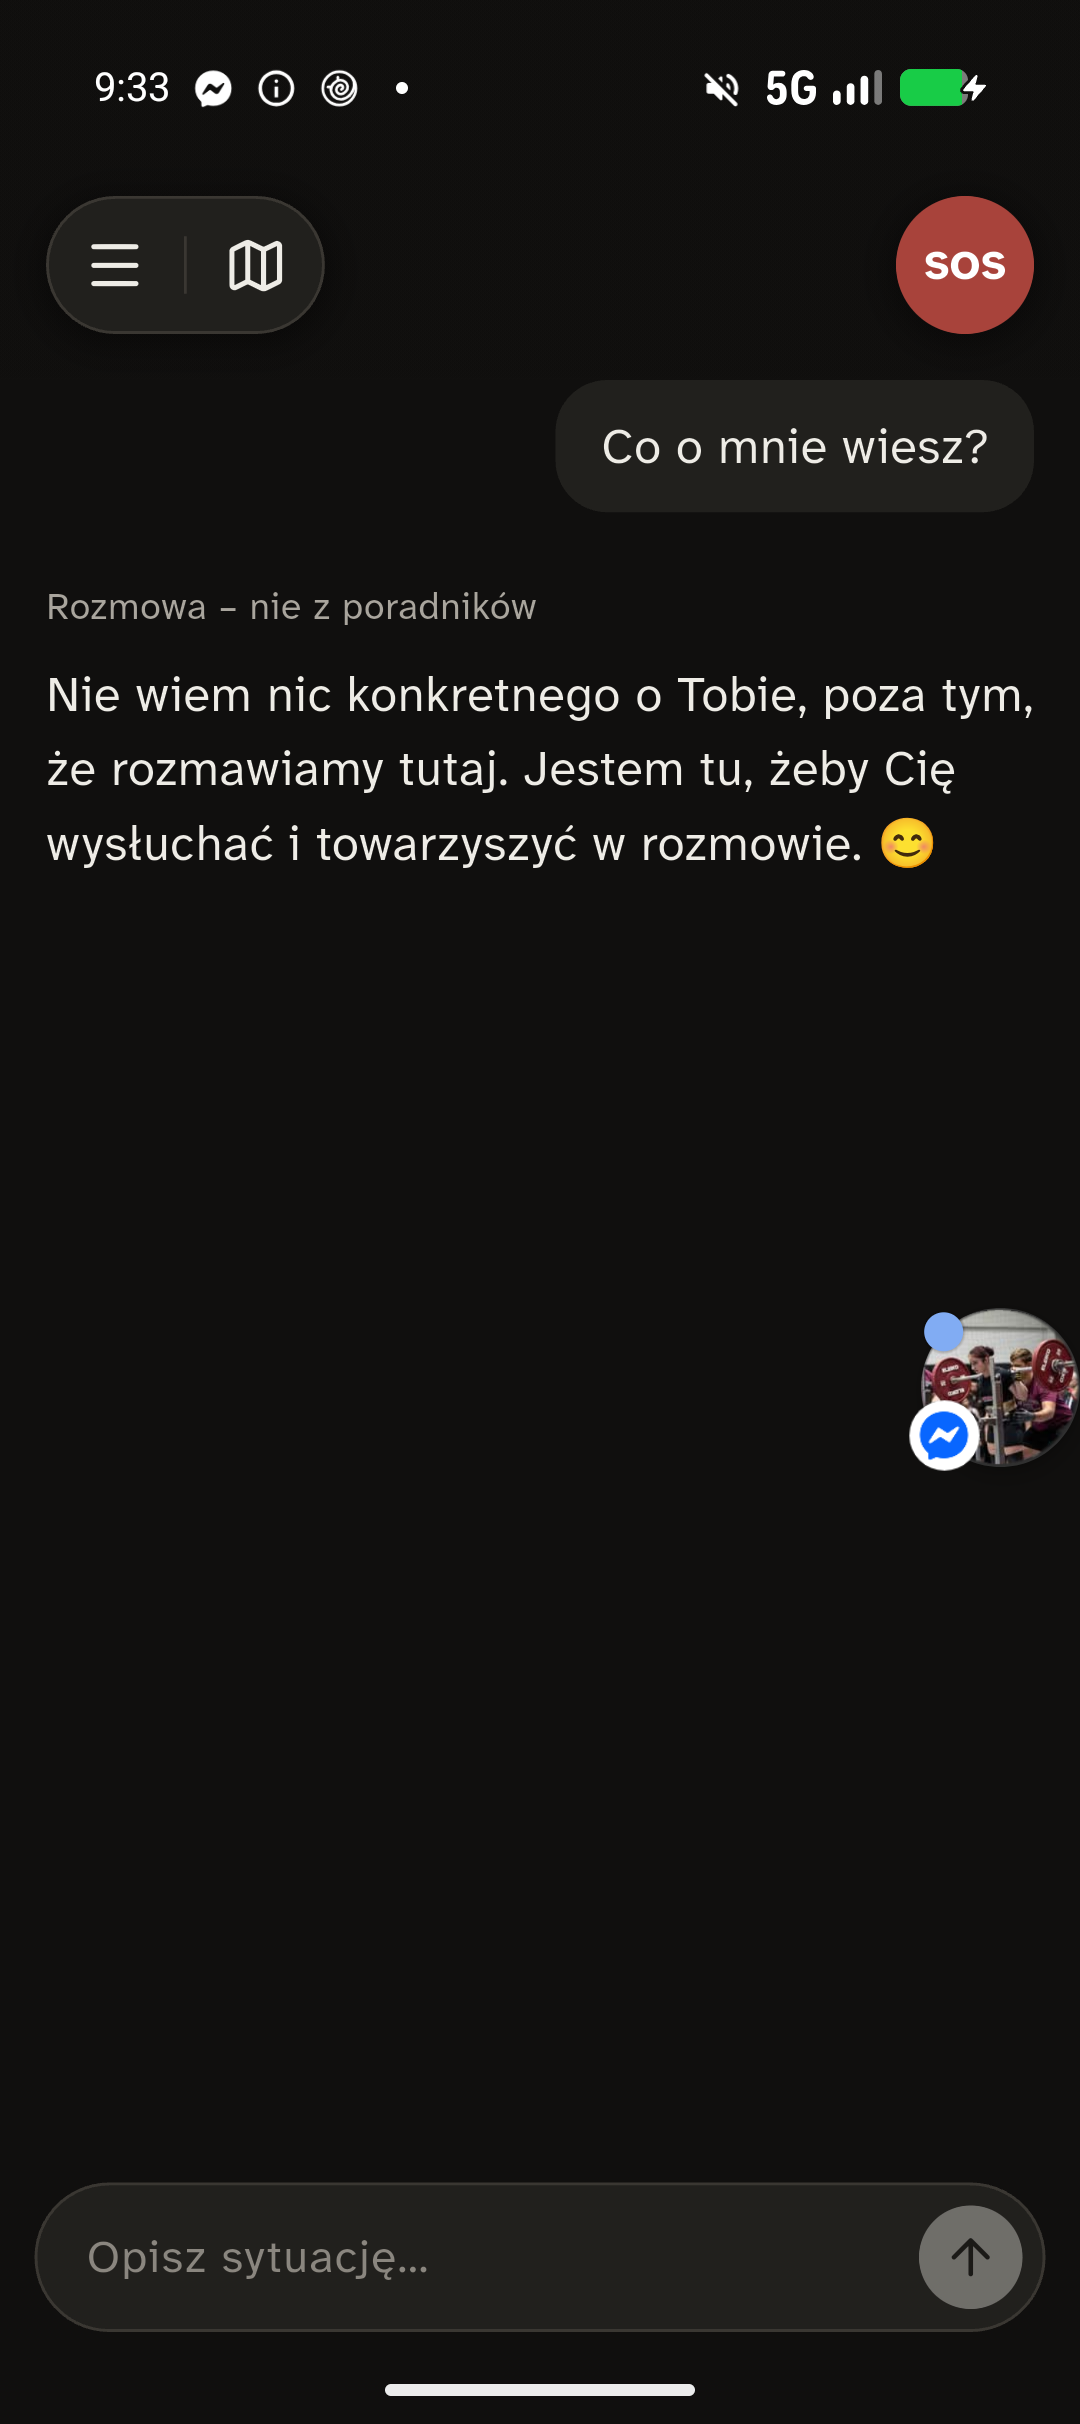 9:33
5G
SOS
Co o mnie wiesz?
Rozmowa – nie z poradników
Nie wiem nic konkretnego o Tobie, poza tym,
że rozmawiamy tutaj. Jestem tu, żeby Cię
wysłuchać i towarzyszyć w rozmowie. 😊
Opisz sytuację...